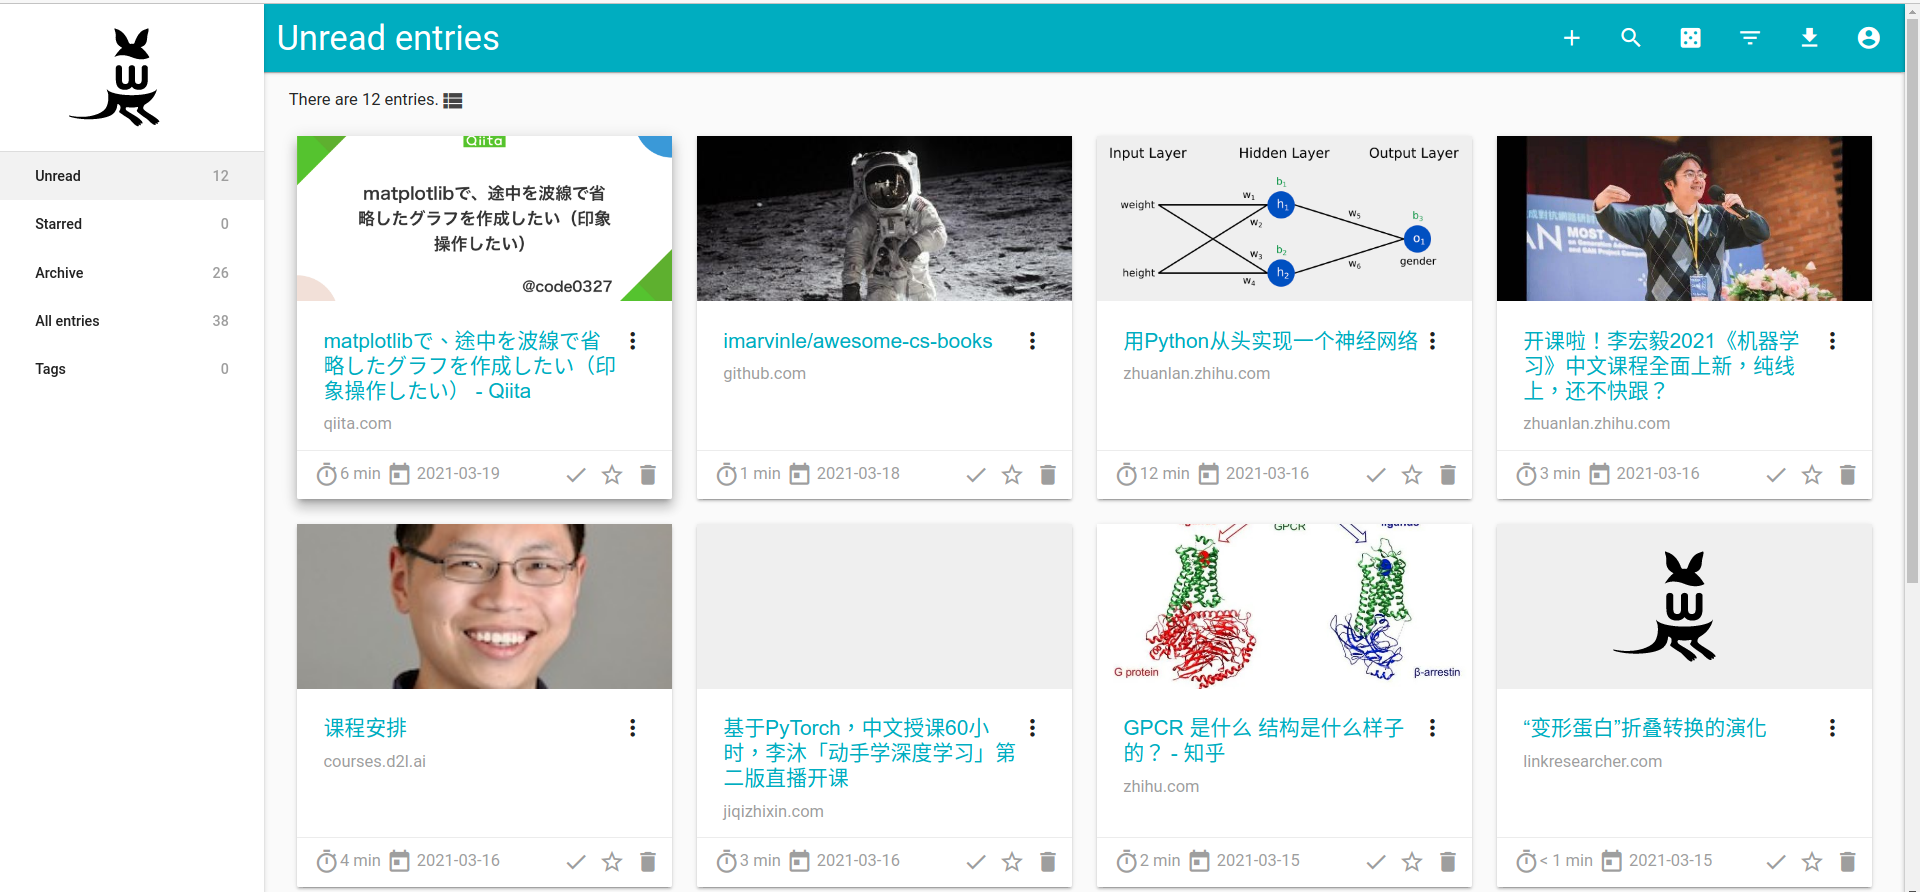 Unread entries
There are 12 entries.
Unread 12
Starred 0
Archive 26
All entries 38
Tags 0
Qiita
matplotlibで、途中を波線で省
略したグラフを作成したい（印象
操作したい）
@code0327
matplotlibで、途中を波線で省
略したグラフを作成したい（印
象操作したい） - Qiita
qiita.com
6 min 2021-03-19
imarvinle/awesome-cs-books
github.com
1 min 2021-03-18
Input Layer Hidden Layer Output Layer
weight
height
w₁
w₂
w₃
w₄
b₁
h₁
b₂
h₂
w₅
w₆
b₃
o₁
gender
用Python从头实现一个神经网络
zhuanlan.zhihu.com
12 min 2021-03-16
MOST
开课啦！李宏毅2021《机器学
习》中文课程全面上新，纯线
上，还不快跟？
zhuanlan.zhihu.com
3 min 2021-03-16
课程安排
courses.d2l.ai
4 min 2021-03-16
基于PyTorch，中文授课60小
时，李沐「动手学深度学习」第
二版直播开课
jiqizhixin.com
3 min 2021-03-16
GPCR
G protein
β-arrestin
GPCR 是什么 结构是什么样子
的？ - 知乎
zhihu.com
2 min 2021-03-15
w
“变形蛋白”折叠转换的演化
linkresearcher.com
< 1 min 2021-03-15